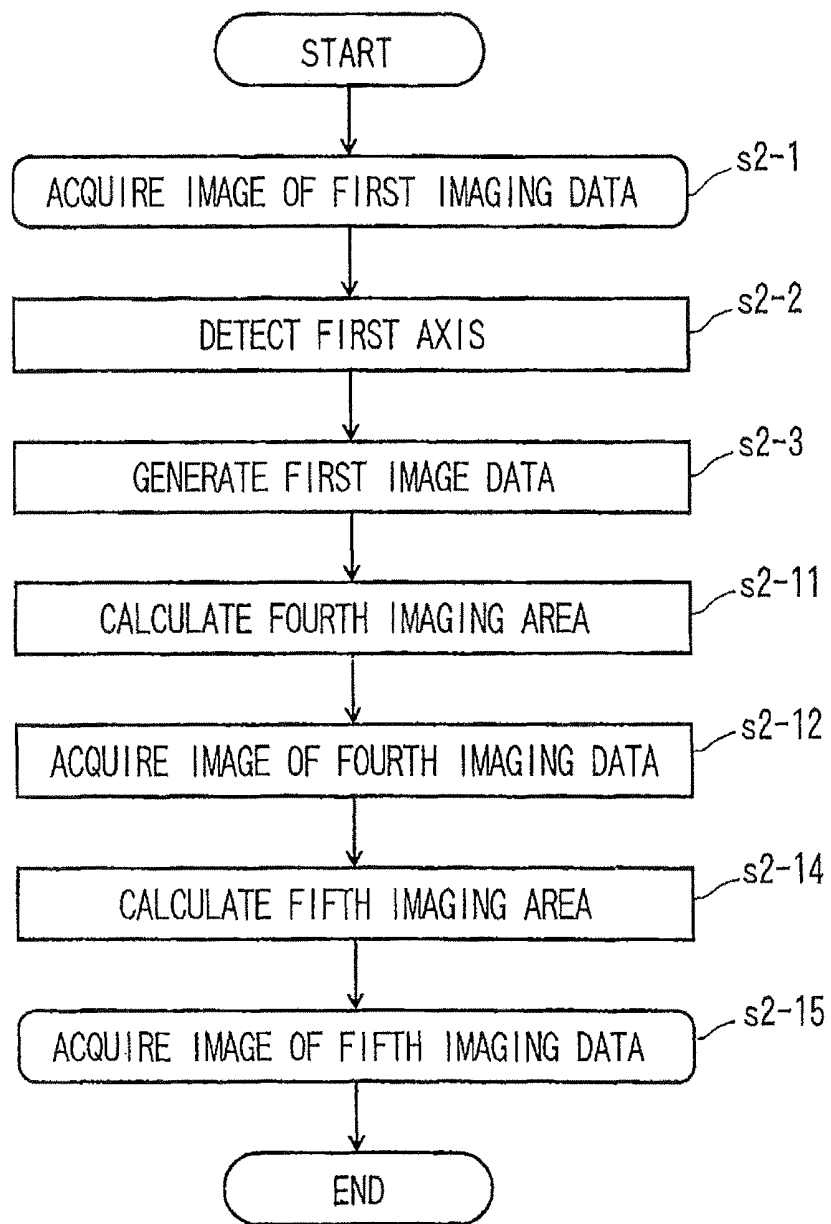 START
s2-1
ACQUIRE IMAGE OF FIRST IMAGING DATA
s2-2
DETECT FIRST AXIS
s2-3
GENERATE FIRST IMAGE DATA
s2-11
CALCULATE FOURTH IMAGING AREA
s2-12
ACQUIRE IMAGE OF FOURTH IMAGING DATA
s2-14
CALCULATE FIFTH IMAGING AREA
s2-15
ACQUIRE IMAGE OF FIFTH IMAGING DATA
END